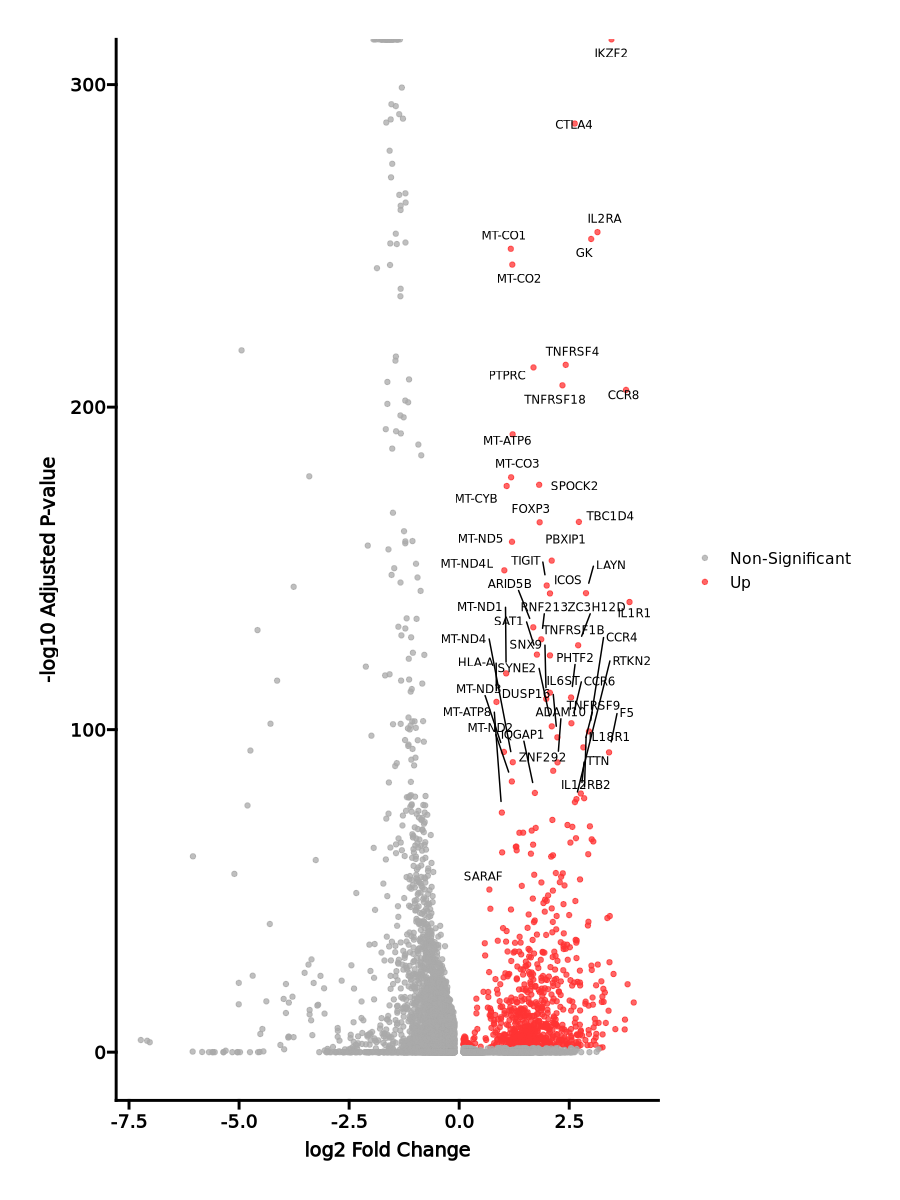 IKZF2
300
CTLA4
IL2RA
MT-CO1
GK
MT-CO2
TNFRSF4
PTPRC
CCR8
TNFRSF18
200
MT-ATP6
MT-CO3
SPOCK2
MT-CYB
FOXP3
TBC1D4
MT-ND5
PBXIP1
Non-Significant
MT-ND4L
TIGIT
LAYN
ARID5B
ICOS
Up
MT-ND1
RNF213
ZC3H12D
IL1R1
SAT1
TNFRSF1B
MT-ND4
SNX9
CCR4
HLA-A
SYNE2
PHTF2
RTKN2
MT-ND3
DUSP16
IL6ST
CCR6
MT-ATP8
ADAM10
TNFRSF9
F5
MT-ND2
IQGAP1
IL18R1
100
ZNF292
TTN
IL12RB2
SARAF
0
-7.5
-5.0
-2.5
0.0
2.5
log2 Fold Change
-log10 Adjusted P-value